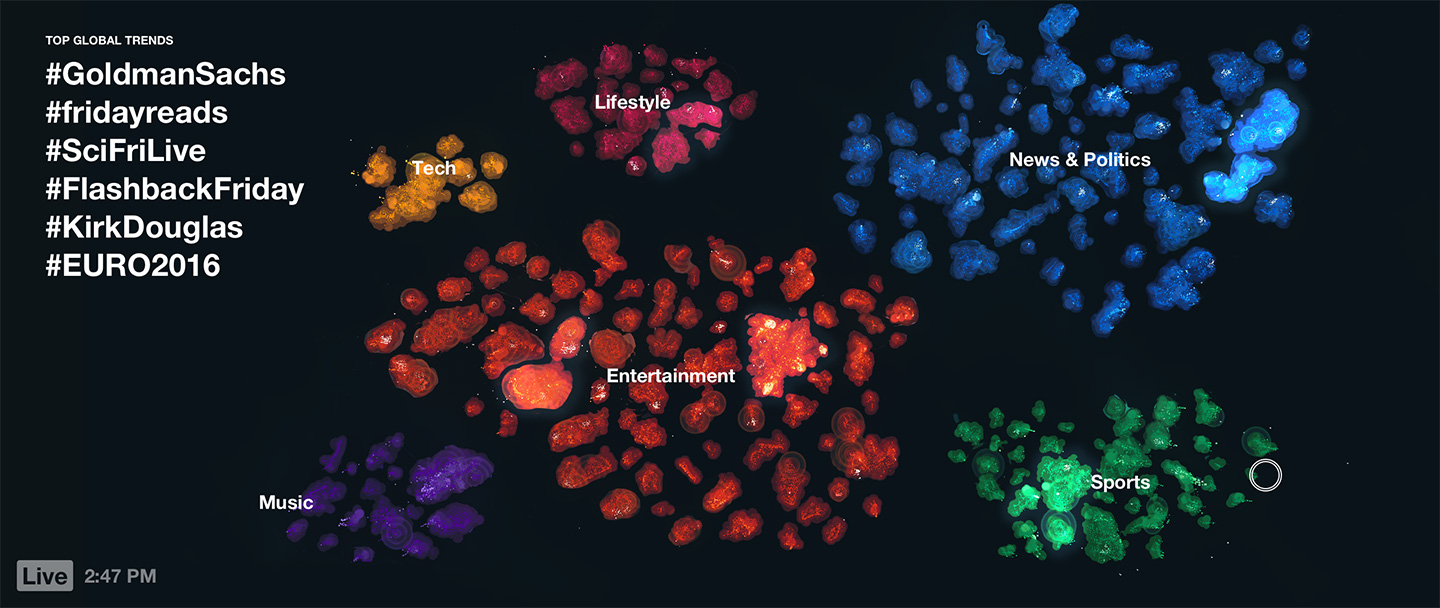 TOP GLOBAL TRENDS
#GoldmanSachs
#fridayreads
#SciFriLive
#FlashbackFriday
#KirkDouglas
#EURO2016
Lifestyle
Tech
News & Politics
Entertainment
Music
Sports
Live 2:47 PM